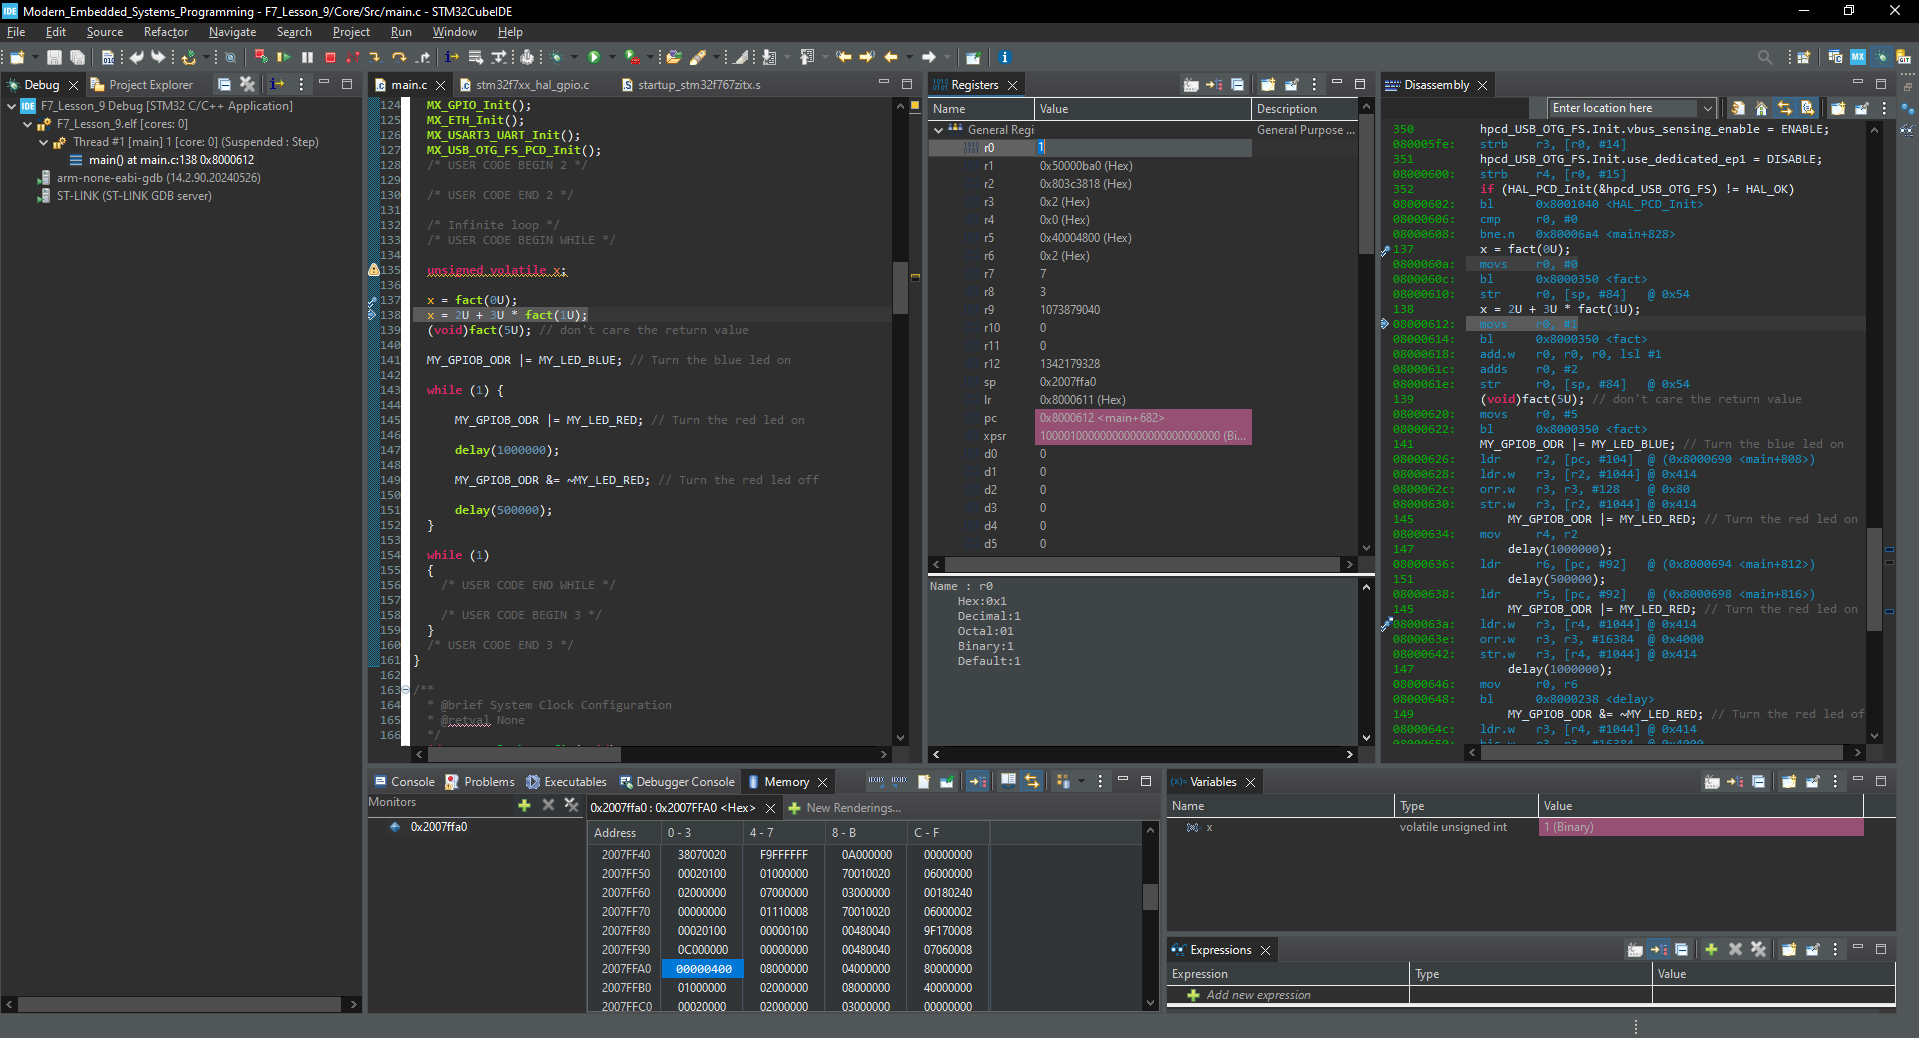 Modern_Embedded_Systems_Programming - F7_Lesson_9/Core/Src/main.c - STM32CubeIDE
File Edit Source Refactor Navigate Search Project Run Window Help
Debug Project Explorer
F7_Lesson_9 Debug [STM32 C/C++ Application]
F7_Lesson_9.elf [cores: 0]
Thread #1 [main] 1 [core: 0] (Suspended : Step)
main() at main.c:138 0x8000612
arm-none-eabi-gdb (14.2.90.20240526)
ST-LINK (ST-LINK GDB server)
main.c stm32f7xx_hal_gpio.c startup_stm32f767zitx.s
124 MX_GPIO_Init();
125 MX_ETH_Init();
126 MX_USART3_UART_Init();
127 MX_USB_OTG_FS_PCD_Init();
128 /* USER CODE BEGIN 2 */
129
130 /* USER CODE END 2 */
131
132 /* Infinite loop */
133 /* USER CODE BEGIN WHILE */
134
135 unsigned volatile x;
136
137 x = fact(0U);
138 x = 2U + 3U * fact(1U);
139 (void)fact(5U); // don't care the return value
140
141 MY_GPIOB_ODR |= MY_LED_BLUE; // Turn the blue led on
142
143 while (1) {
144
145 MY_GPIOB_ODR |= MY_LED_RED; // Turn the red led on
146
147 delay(1000000);
148
149 MY_GPIOB_ODR &= ~MY_LED_RED; // Turn the red led off
150
151 delay(500000);
152 }
153
154 while (1)
155 {
156 /* USER CODE END WHILE */
157
158 /* USER CODE BEGIN 3 */
159 }
160 /* USER CODE END 3 */
161 }
162
163 /**
164 * @brief System Clock Configuration
165 * @retval None
166 */
Registers
Name Value Description
General Regi General Purpose ...
r0 1
r1 0x50000ba0 (Hex)
r2 0x803c3818 (Hex)
r3 0x2 (Hex)
r4 0x0 (Hex)
r5 0x40004800 (Hex)
r6 0x2 (Hex)
r7 7
r8 3
r9 1073879040
r10 0
r11 0
r12 1342179328
sp 0x2007ffa0
lr 0x8000611 (Hex)
pc 0x8000612 <main+682>
xpsr (Bi...
d0 0
d1 0
d2 0
d3 0
d4 0
d5 0
Name : r0
Hex:0x1
Decimal:1
Octal:01
Binary:1
Default:1
Disassembly
Enter location here
350 hpcd_USB_OTG_FS.Init.vbus_sensing_enable = ENABLE;
080005fe: strb r3, [r0, #14]
351 hpcd_USB_OTG_FS.Init.use_dedicated_ep1 = DISABLE;
08000600: strb r4, [r0, #15]
352 if (HAL_PCD_Init(&hpcd_USB_OTG_FS) != HAL_OK)
08000602: bl 0x8001040 <HAL_PCD_Init>
08000606: cmp r0, #0
08000608: bne.n 0x80006a4 <main+828>
137 x = fact(0U);
0800060a: movs r0, #0
0800060c: bl 0x8000350 <fact>
08000610: str r0, [sp, #84] @ 0x54
138 x = 2U + 3U * fact(1U);
08000612: movs r0, #1
08000614: bl 0x8000350 <fact>
08000618: add.w r0, r0, r0, lsl #1
0800061c: adds r0, #2
0800061e: str r0, [sp, #84] @ 0x54
139 (void)fact(5U); // don't care the return value
08000620: movs r0, #5
08000622: bl 0x8000350 <fact>
141 MY_GPIOB_ODR |= MY_LED_BLUE; // Turn the blue led on
08000626: ldr r2, [pc, #104] @ (0x8000690 <main+808>)
08000628: ldr.w r3, [r2, #1044] @ 0x414
0800062c: orr.w r3, r3, #128 @ 0x80
08000630: str.w r3, [r2, #1044] @ 0x414
145 MY_GPIOB_ODR |= MY_LED_RED; // Turn the red led on
08000634: mov r4, r2
147 delay(1000000);
08000636: ldr r6, [pc, #92] @ (0x8000694 <main+812>)
151 delay(500000);
08000638: ldr r5, [pc, #92] @ (0x8000698 <main+816>)
145 MY_GPIOB_ODR |= MY_LED_RED; // Turn the red led on
0800063a: ldr.w r3, [r4, #1044] @ 0x414
0800063e: orr.w r3, r3, #16384 @ 0x4000
08000642: str.w r3, [r4, #1044] @ 0x414
147 delay(1000000);
08000646: mov r0, r6
08000648: bl 0x8000238 <delay>
149 MY_GPIOB_ODR &= ~MY_LED_RED; // Turn the red led of
0800064c: ldr.w r3, [r4, #1044] @ 0x414
08000650: bic.w r3, r3, #16384 @ 0x4000
Console Problems Executables Debugger Console Memory
Monitors
0x2007ffa0
0x2007ffa0 : 0x2007FFA0 <Hex> New Renderings...
Address 0 - 3 4 - 7 8 - B C - F
2007FF40 38070020 F9FFFFFF 0A000000 00000000
2007FF50 00020100 01000000 70010020 06000000
2007FF60 02000000 07000000 03000000 00180240
2007FF70 00000000 01110008 70010020 06000002
2007FF80 00020100 00000100 00480040 9F170008
2007FF90 0C000000 00000000 00480040 07060008
2007FFA0 00000400 08000000 04000000 80000000
2007FFB0 01000000 02000000 08000000 40000000
2007FFC0 00020000 02000000 03000000 00000000
Variables
Name Type Value
x volatile unsigned int 1 (Binary)
Expressions
Expression Type Value
Add new expression